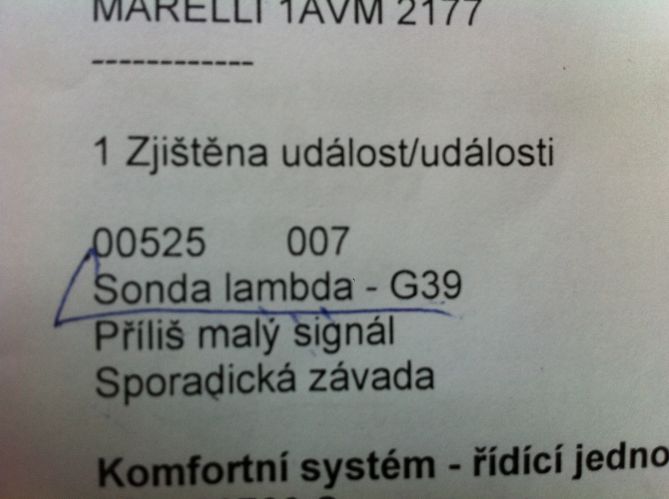 MARELLI 1AVM 2177
------------
1 Zjištěna událost/události
00525 007
Sonda lambda - G39
Příliš malý signál
Sporadická závada
Komfortní systém - řídící jedno